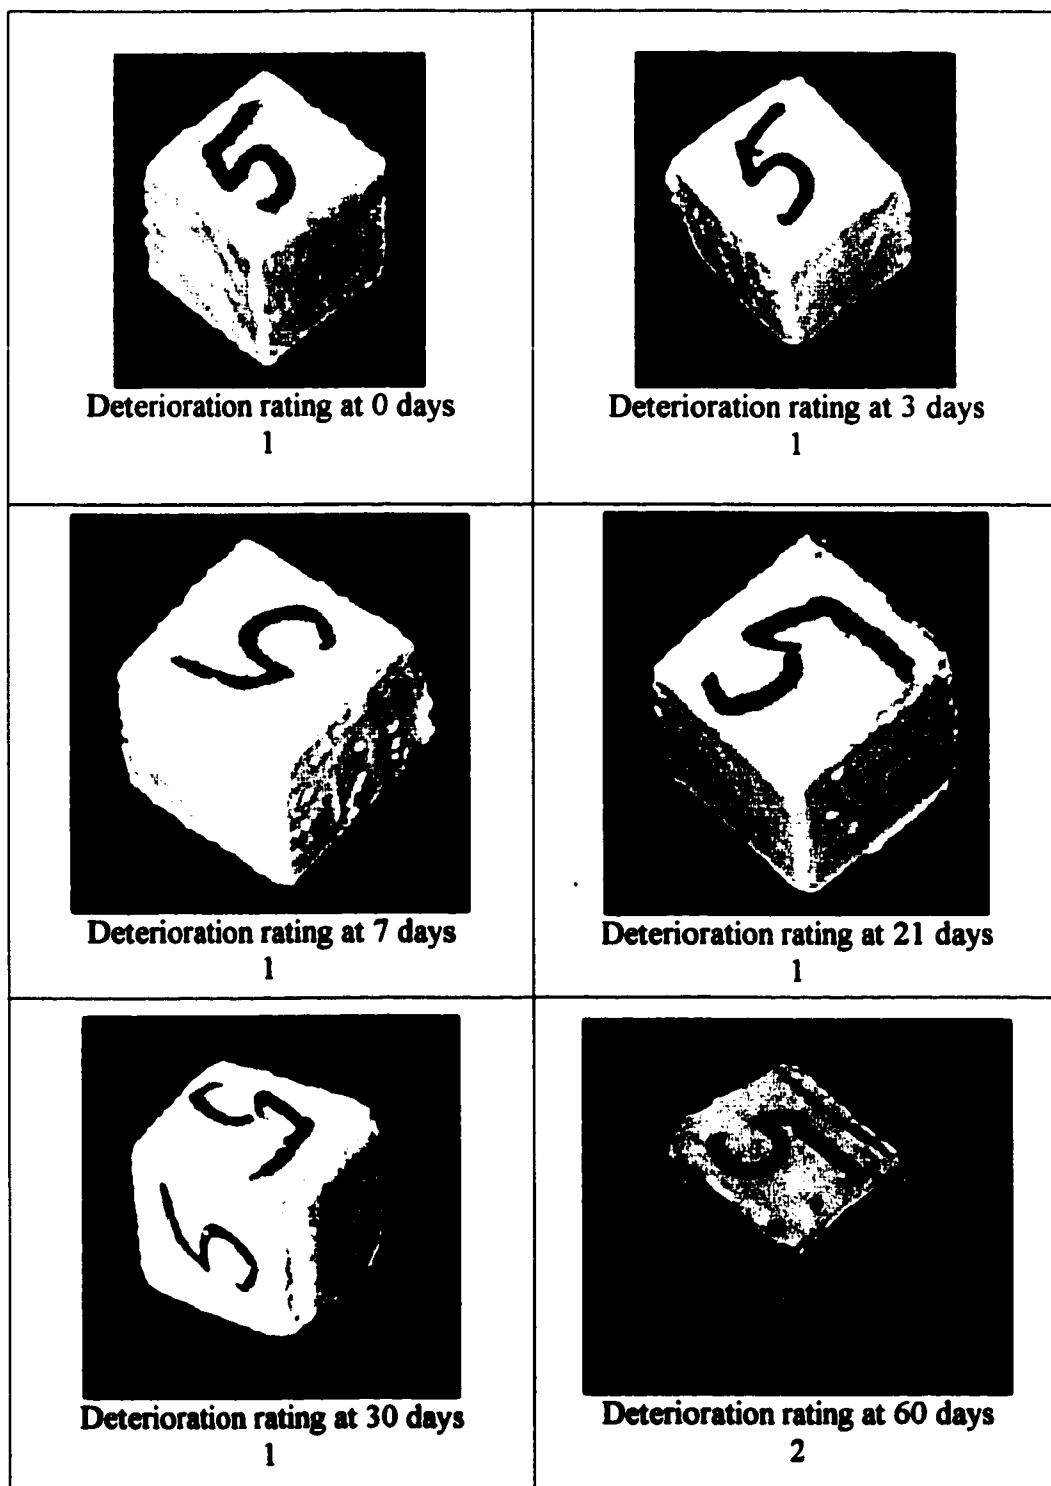 5
5
Deterioration rating at 0 days
Deterioration rating at 3 days
1
1
5
5
Deterioration rating at 7 days
Deterioration rating at 21 days
1
1
5
5
5
Deterioration rating at 30 days
Deterioration rating at 60 days
1
2